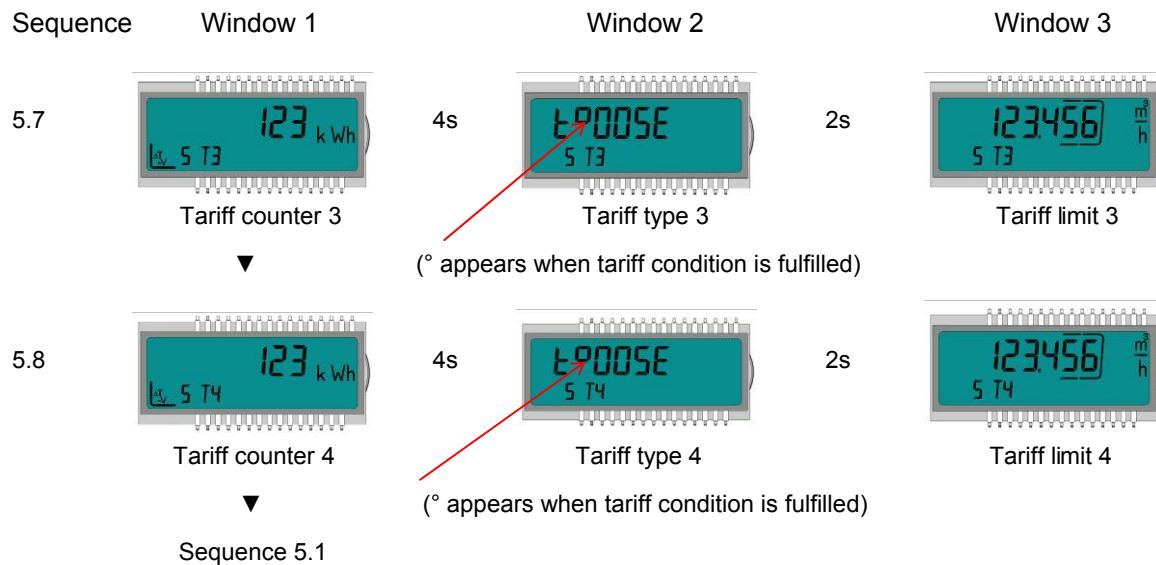 Sequence Window 1 Window 2 Window 3
5.7 4s 2s
123 kWh
5 T3
t°005E
5 T3
123.456 m³/h
5 T3
Tariff counter 3 Tariff type 3 Tariff limit 3
▼ (° appears when tariff condition is fulfilled)
5.8 4s 2s
123 kWh
5 T4
t°005E
5 T4
123.456 m³/h
5 T4
Tariff counter 4 Tariff type 4 Tariff limit 4
▼ (° appears when tariff condition is fulfilled)
Sequence 5.1